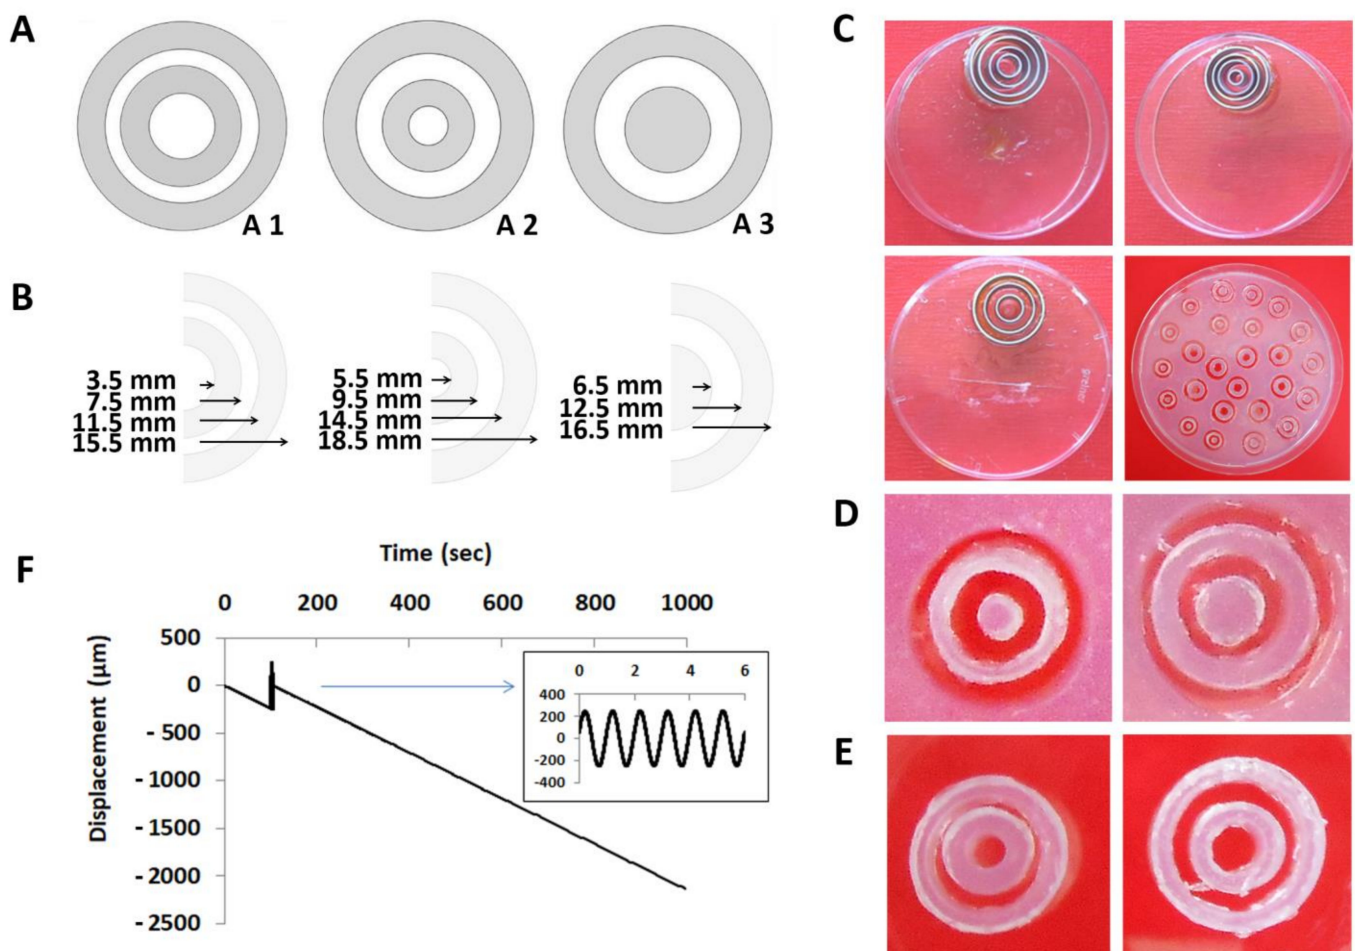 A
A 1
A 2
A 3
B
3.5 mm
7.5 mm
11.5 mm
15.5 mm
5.5 mm
9.5 mm
14.5 mm
18.5 mm
6.5 mm
12.5 mm
16.5 mm
C
D
E
F
Time (sec)
0 200 400 600 800 1000
Displacement (μm)
500
0
- 500
- 1000
- 1500
- 2000
- 2500
0 2 4 6
400
200
0
-200
-400